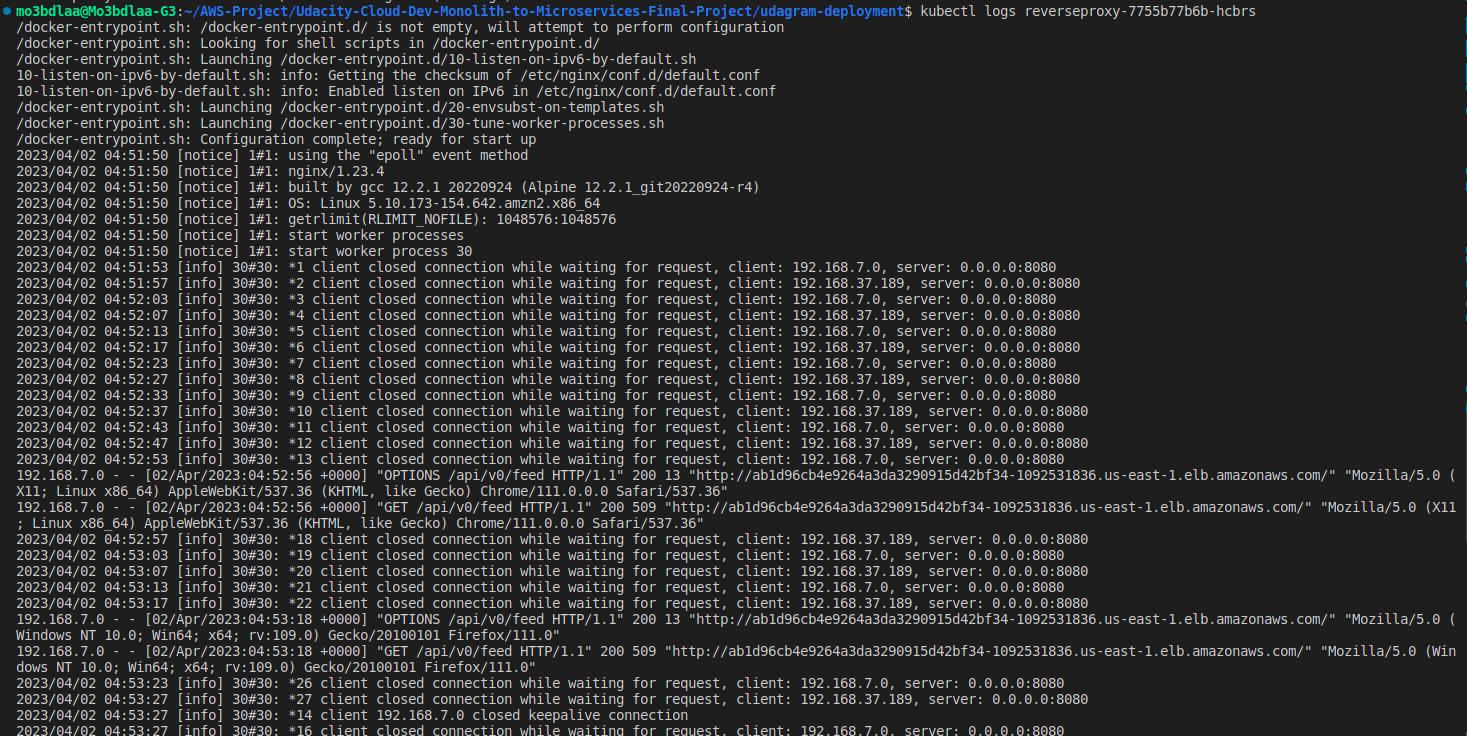 mo3bdlaa@Mo3bdlaa-G3:~/AWS-Project/Udacity-Cloud-Dev-Monolith-to-Microservices-Final-Project/udagram-deployment$ kubectl logs reverseproxy-7755b77b6b-hcbrs
/docker-entrypoint.sh: /docker-entrypoint.d/ is not empty, will attempt to perform configuration
/docker-entrypoint.sh: Looking for shell scripts in /docker-entrypoint.d/
/docker-entrypoint.sh: Launching /docker-entrypoint.d/10-listen-on-ipv6-by-default.sh
10-listen-on-ipv6-by-default.sh: info: Getting the checksum of /etc/nginx/conf.d/default.conf
10-listen-on-ipv6-by-default.sh: info: Enabled listen on IPv6 in /etc/nginx/conf.d/default.conf
/docker-entrypoint.sh: Launching /docker-entrypoint.d/20-envsubst-on-templates.sh
/docker-entrypoint.sh: Launching /docker-entrypoint.d/30-tune-worker-processes.sh
/docker-entrypoint.sh: Configuration complete; ready for start up
2023/04/02 04:51:50 [notice] 1#1: using the "epoll" event method
2023/04/02 04:51:50 [notice] 1#1: nginx/1.23.4
2023/04/02 04:51:50 [notice] 1#1: built by gcc 12.2.1 20220924 (Alpine 12.2.1_git20220924-r4)
2023/04/02 04:51:50 [notice] 1#1: OS: Linux 5.10.173-154.642.amzn2.x86_64
2023/04/02 04:51:50 [notice] 1#1: getrlimit(RLIMIT_NOFILE): 1048576:1048576
2023/04/02 04:51:50 [notice] 1#1: start worker processes
2023/04/02 04:51:50 [notice] 1#1: start worker process 30
2023/04/02 04:51:53 [info] 30#30: *1 client closed connection while waiting for request, client: 192.168.7.0, server: 0.0.0.0:8080
2023/04/02 04:51:57 [info] 30#30: *2 client closed connection while waiting for request, client: 192.168.37.189, server: 0.0.0.0:8080
2023/04/02 04:52:03 [info] 30#30: *3 client closed connection while waiting for request, client: 192.168.7.0, server: 0.0.0.0:8080
2023/04/02 04:52:07 [info] 30#30: *4 client closed connection while waiting for request, client: 192.168.37.189, server: 0.0.0.0:8080
2023/04/02 04:52:13 [info] 30#30: *5 client closed connection while waiting for request, client: 192.168.7.0, server: 0.0.0.0:8080
2023/04/02 04:52:17 [info] 30#30: *6 client closed connection while waiting for request, client: 192.168.37.189, server: 0.0.0.0:8080
2023/04/02 04:52:23 [info] 30#30: *7 client closed connection while waiting for request, client: 192.168.7.0, server: 0.0.0.0:8080
2023/04/02 04:52:27 [info] 30#30: *8 client closed connection while waiting for request, client: 192.168.37.189, server: 0.0.0.0:8080
2023/04/02 04:52:33 [info] 30#30: *9 client closed connection while waiting for request, client: 192.168.7.0, server: 0.0.0.0:8080
2023/04/02 04:52:37 [info] 30#30: *10 client closed connection while waiting for request, client: 192.168.37.189, server: 0.0.0.0:8080
2023/04/02 04:52:43 [info] 30#30: *11 client closed connection while waiting for request, client: 192.168.7.0, server: 0.0.0.0:8080
2023/04/02 04:52:47 [info] 30#30: *12 client closed connection while waiting for request, client: 192.168.37.189, server: 0.0.0.0:8080
2023/04/02 04:52:53 [info] 30#30: *13 client closed connection while waiting for request, client: 192.168.7.0, server: 0.0.0.0:8080
192.168.7.0 - - [02/Apr/2023:04:52:56 +0000] "OPTIONS /api/v0/feed HTTP/1.1" 200 13 "http://ab1d96cb4e9264a3da3290915d42bf34-1092531836.us-east-1.elb.amazonaws.com/" "Mozilla/5.0 (
X11; Linux x86_64) AppleWebKit/537.36 (KHTML, like Gecko) Chrome/111.0.0.0 Safari/537.36"
192.168.7.0 - - [02/Apr/2023:04:52:56 +0000] "GET /api/v0/feed HTTP/1.1" 200 509 "http://ab1d96cb4e9264a3da3290915d42bf34-1092531836.us-east-1.elb.amazonaws.com/" "Mozilla/5.0 (X11
; Linux x86_64) AppleWebKit/537.36 (KHTML, like Gecko) Chrome/111.0.0.0 Safari/537.36"
2023/04/02 04:52:57 [info] 30#30: *18 client closed connection while waiting for request, client: 192.168.37.189, server: 0.0.0.0:8080
2023/04/02 04:53:03 [info] 30#30: *19 client closed connection while waiting for request, client: 192.168.7.0, server: 0.0.0.0:8080
2023/04/02 04:53:07 [info] 30#30: *20 client closed connection while waiting for request, client: 192.168.37.189, server: 0.0.0.0:8080
2023/04/02 04:53:13 [info] 30#30: *21 client closed connection while waiting for request, client: 192.168.7.0, server: 0.0.0.0:8080
2023/04/02 04:53:17 [info] 30#30: *22 client closed connection while waiting for request, client: 192.168.37.189, server: 0.0.0.0:8080
192.168.7.0 - - [02/Apr/2023:04:53:18 +0000] "OPTIONS /api/v0/feed HTTP/1.1" 200 13 "http://ab1d96cb4e9264a3da3290915d42bf34-1092531836.us-east-1.elb.amazonaws.com/" "Mozilla/5.0 (
Windows NT 10.0; Win64; x64; rv:109.0) Gecko/20100101 Firefox/111.0"
192.168.7.0 - - [02/Apr/2023:04:53:18 +0000] "GET /api/v0/feed HTTP/1.1" 200 509 "http://ab1d96cb4e9264a3da3290915d42bf34-1092531836.us-east-1.elb.amazonaws.com/" "Mozilla/5.0 (Win
dows NT 10.0; Win64; x64; rv:109.0) Gecko/20100101 Firefox/111.0"
2023/04/02 04:53:23 [info] 30#30: *26 client closed connection while waiting for request, client: 192.168.7.0, server: 0.0.0.0:8080
2023/04/02 04:53:27 [info] 30#30: *27 client closed connection while waiting for request, client: 192.168.37.189, server: 0.0.0.0:8080
2023/04/02 04:53:27 [info] 30#30: *14 client 192.168.7.0 closed keepalive connection
2023/04/02 04:53:27 [info] 30#30: *16 client closed connection while waiting for request, client: 192.168.7.0, server: 0.0.0.0:8080